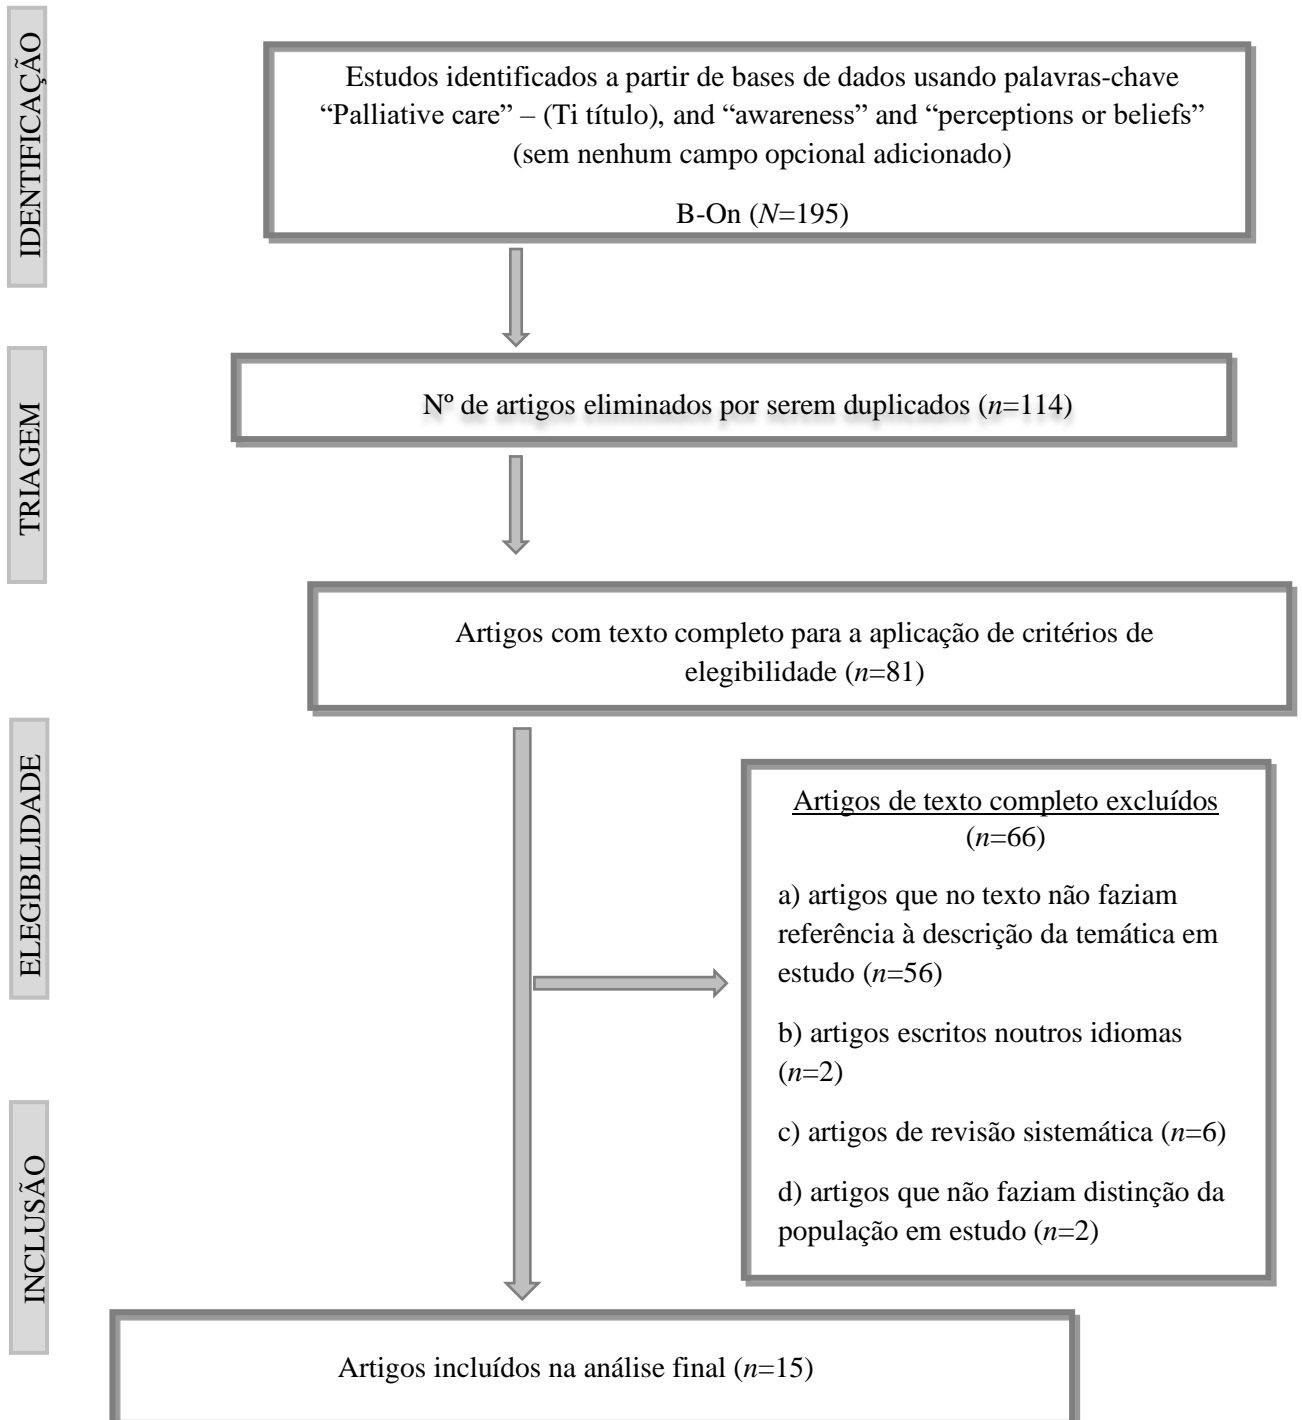 IDENTIFICAÇÃO
Estudos identificados a partir de bases de dados usando palavras-chave
“Palliative care” – (Ti título), and “awareness” and “perceptions or beliefs”
(sem nenhum campo opcional adicionado)
B-On (N=195)
TRIAGEM
Nº de artigos eliminados por serem duplicados (n=114)
Artigos com texto completo para a aplicação de critérios de
elegibilidade (n=81)
ELEGIBILIDADE
Artigos de texto completo excluídos
(n=66)
a) artigos que no texto não faziam
referência à descrição da temática em
estudo (n=56)
b) artigos escritos noutros idiomas
(n=2)
c) artigos de revisão sistemática (n=6)
d) artigos que não faziam distinção da
população em estudo (n=2)
INCLUSÃO
Artigos incluídos na análise final (n=15)